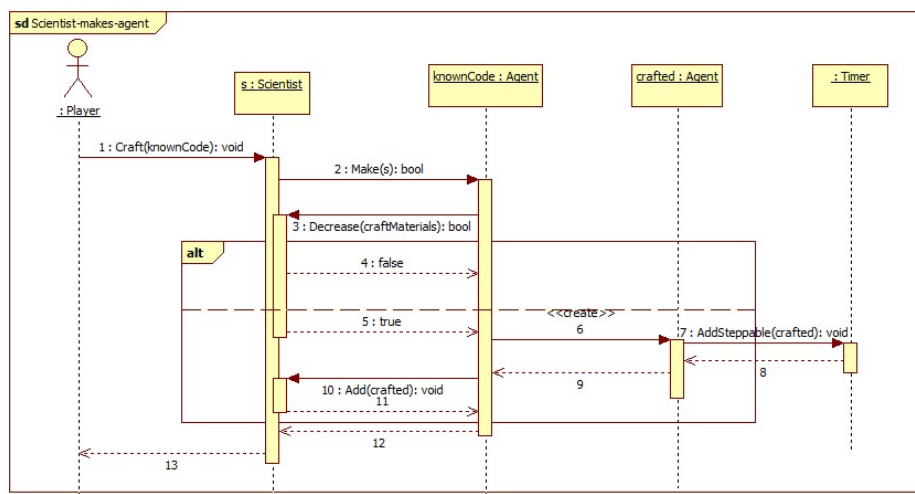 sd Scientist-makes-agent
: Player
s : Scientist
knownCode : Agent
crafted : Agent
: Timer
1 : Craft(knownCode): void
2 : Make(s): bool
3 : Decrease(craftMaterials): bool
alt
4 : false
5 : true
<<create>>
6
7 : AddSteppable(crafted): void
8
9
10 : Add(crafted): void
11
12
13